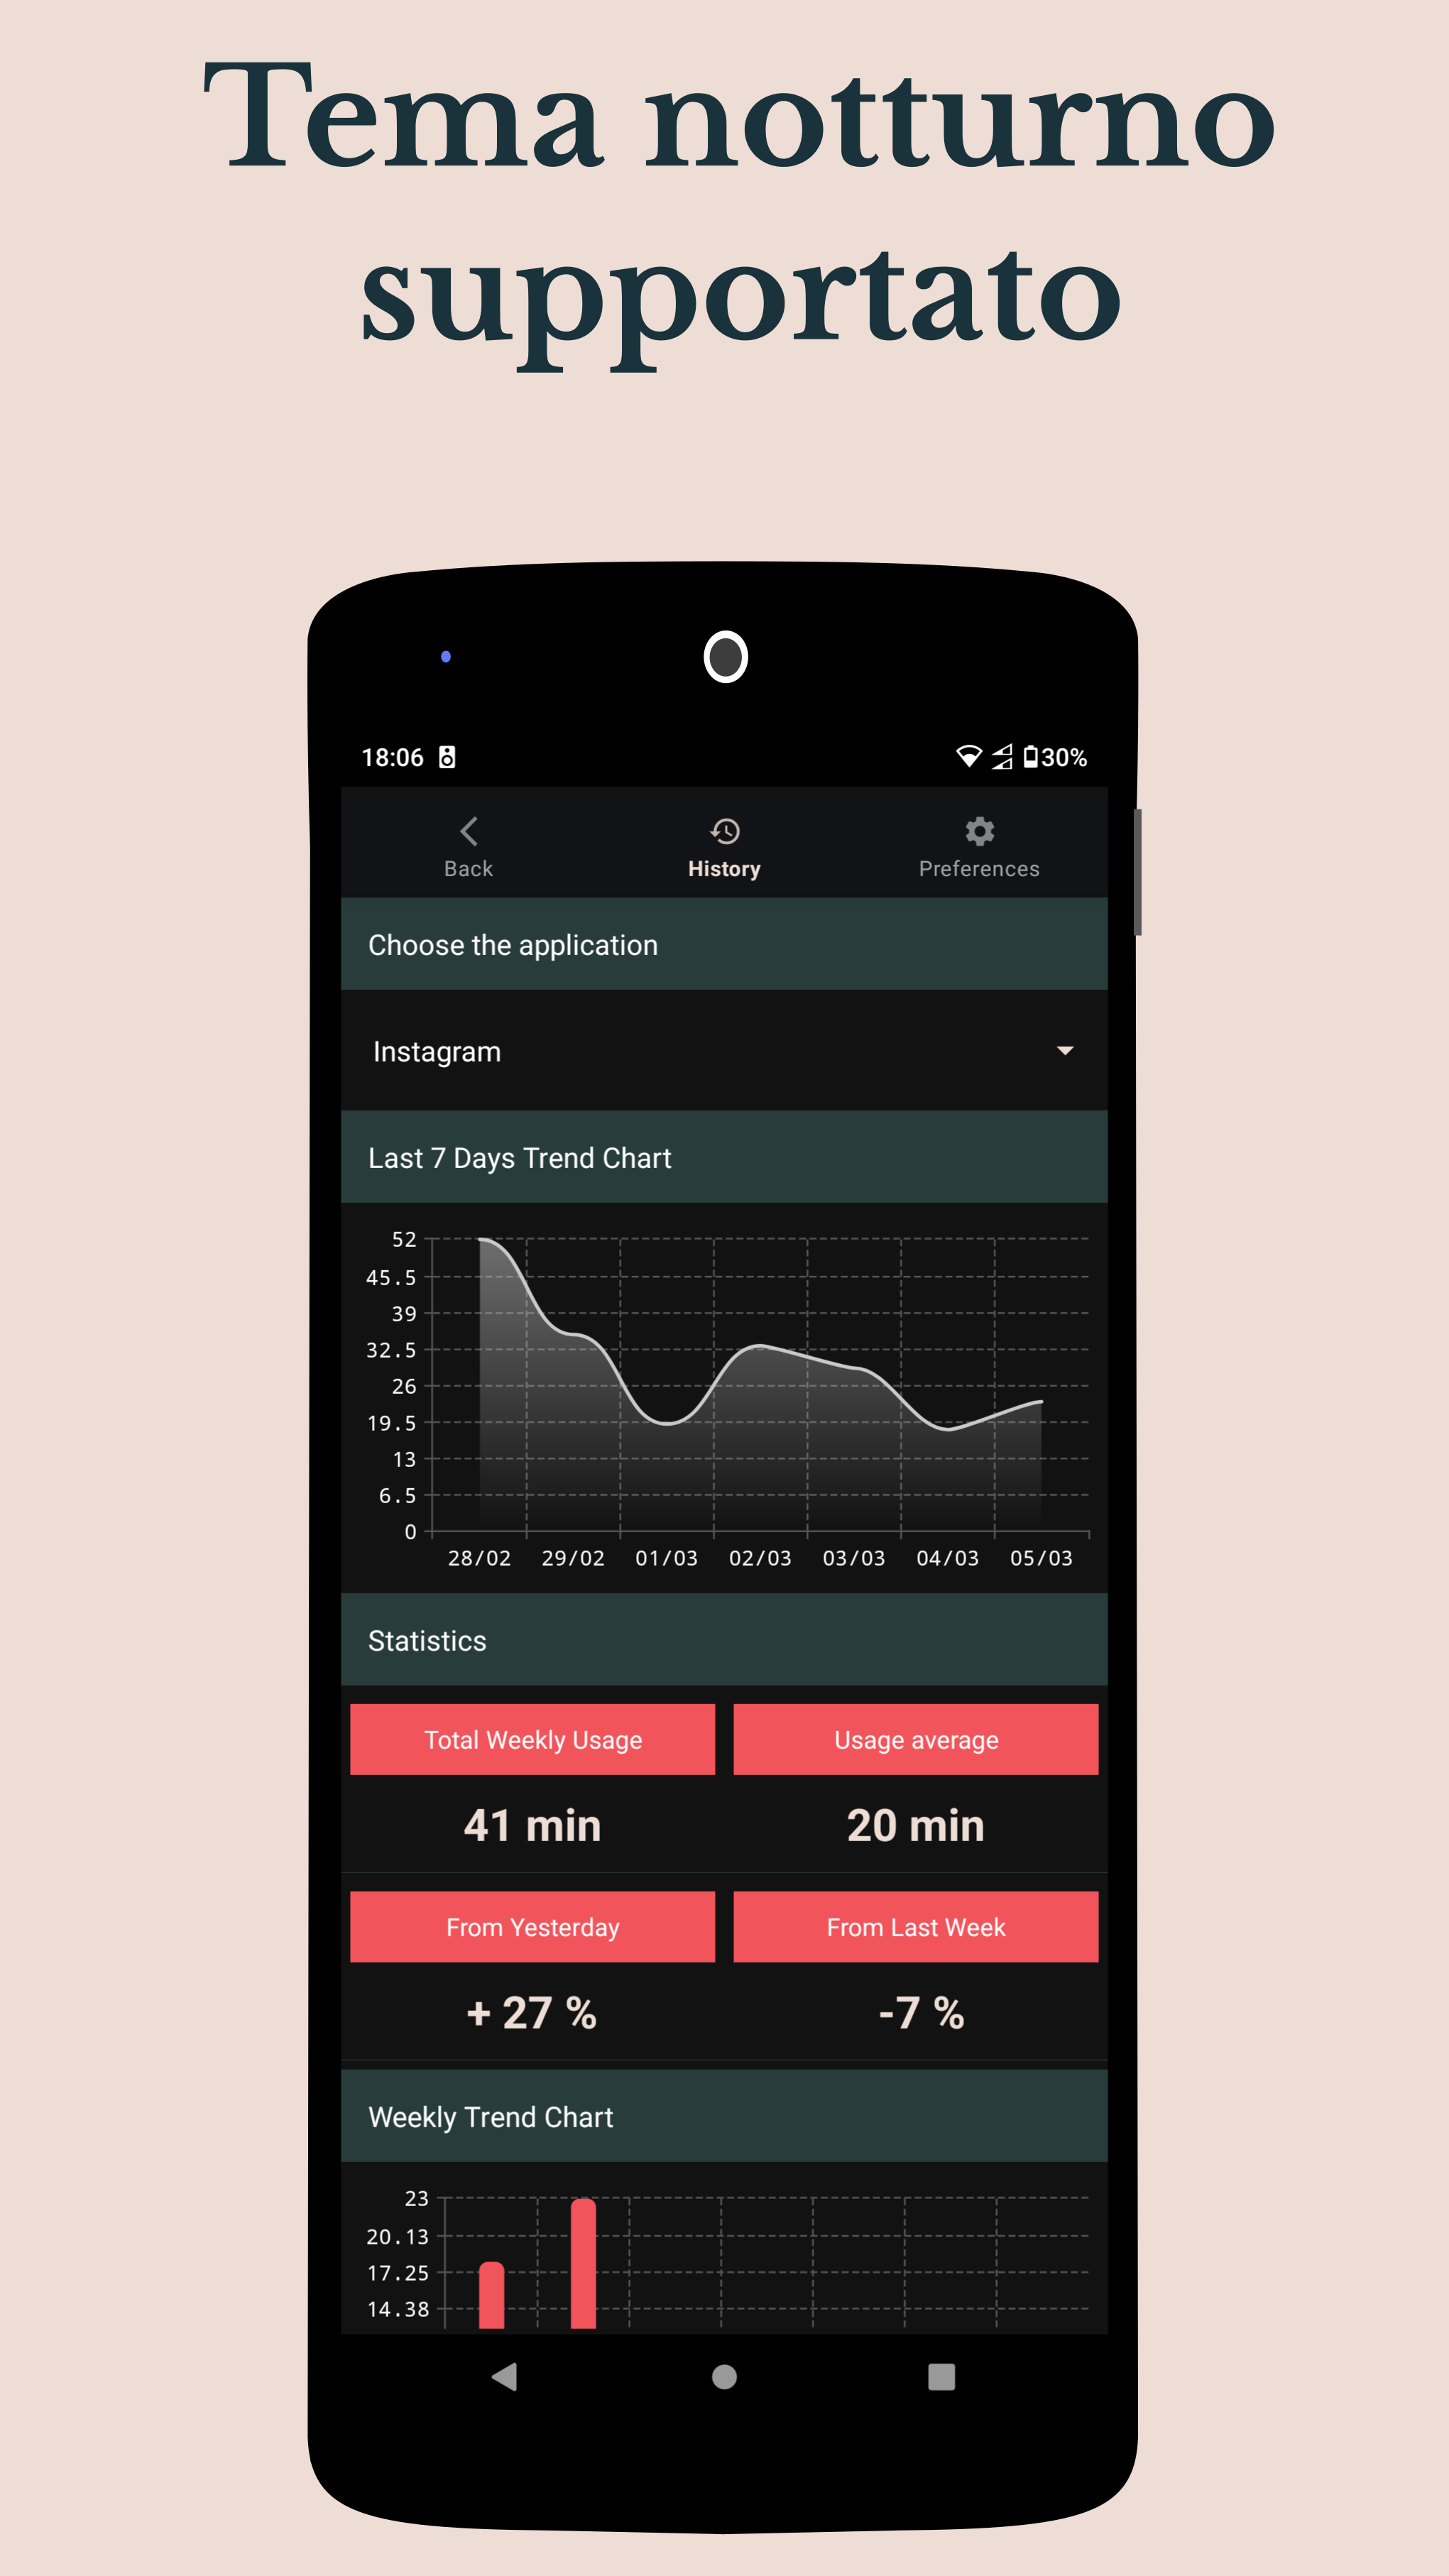 Tema notturno
supportato
18:06 30%
Back History Preferences
Choose the application
Instagram
Last 7 Days Trend Chart
52
45.5
39
32.5
26
19.5
13
6.5
0
28/02 29/02 01/03 02/03 03/03 04/03 05/03
Statistics
Total Weekly Usage Usage average
41 min 20 min
From Yesterday From Last Week
+ 27 % -7 %
Weekly Trend Chart
23
20.13
17.25
14.38